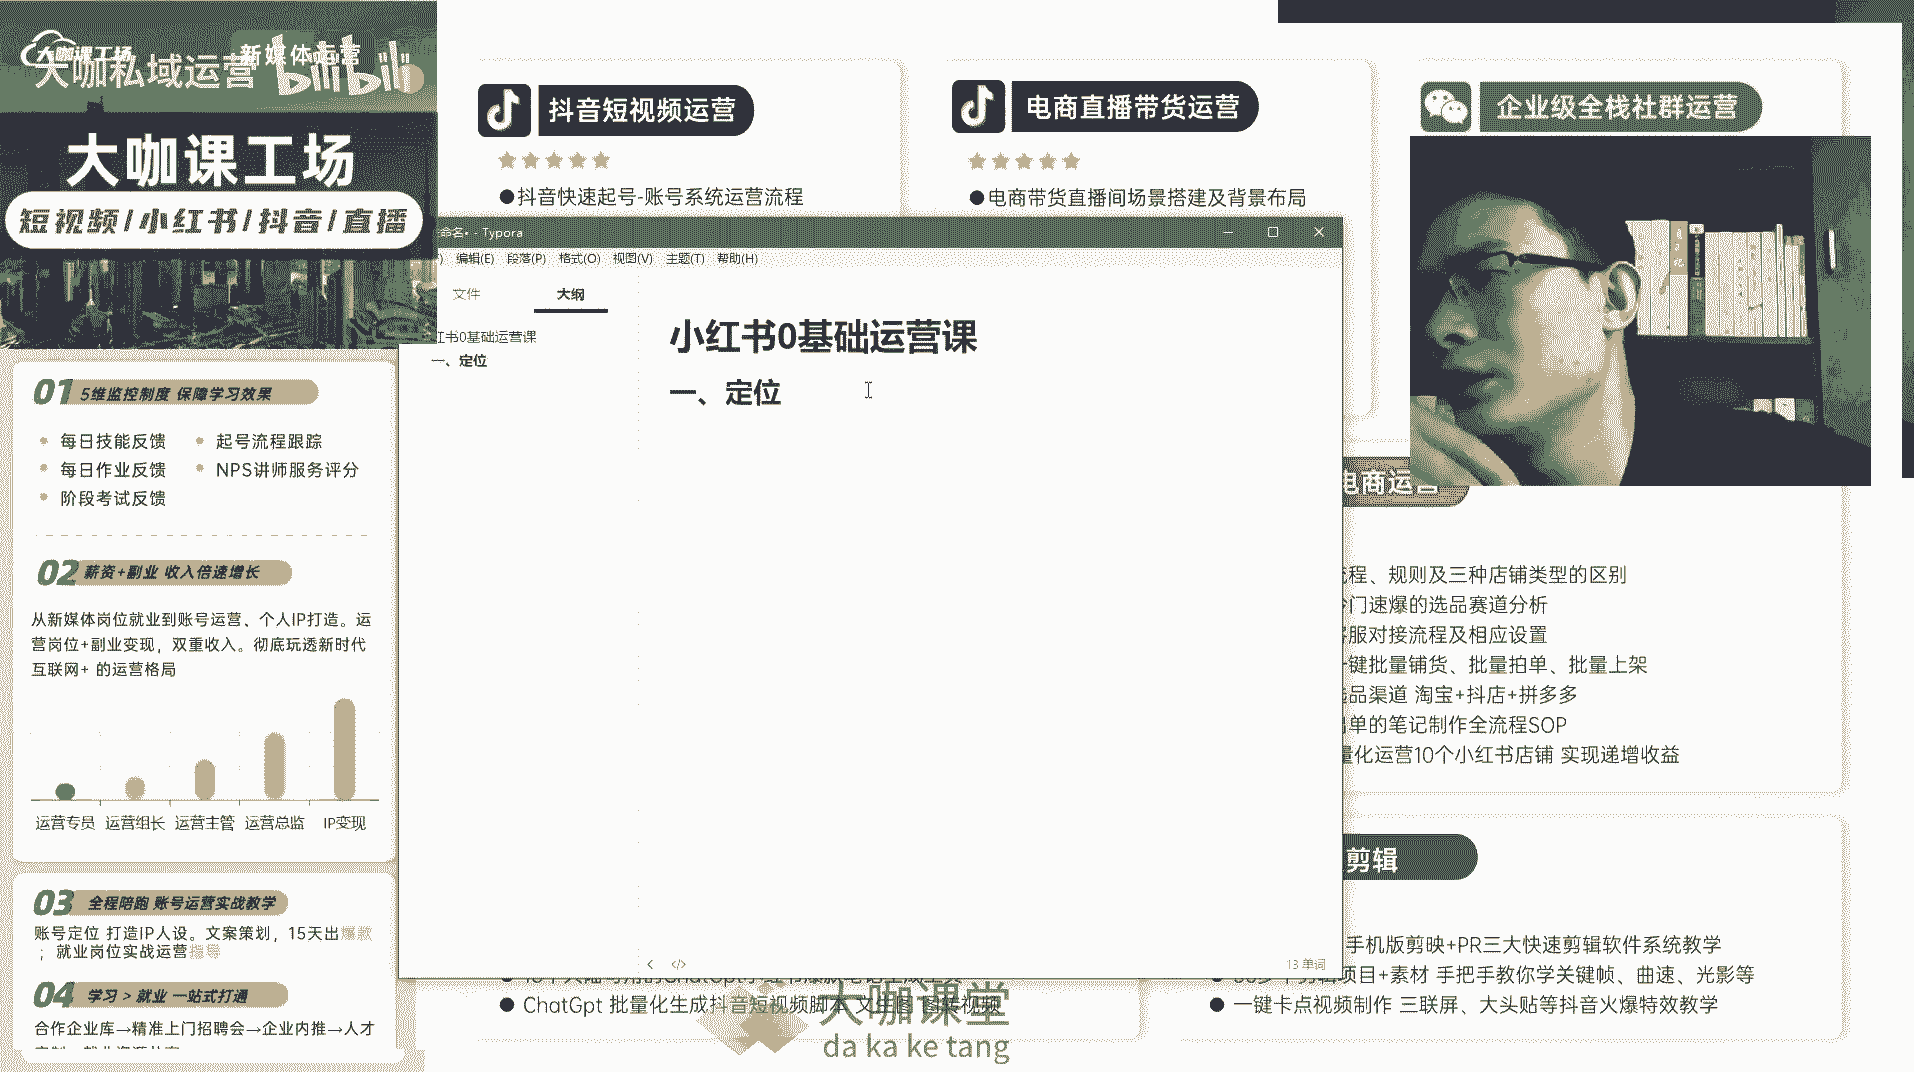 大咖课工场
大咖私域运营
新媒体运营
bilibili
大咖课工场
短视频/小红书/抖音/直播
01 5维监控制度 保障学习效果
每日技能反馈
起号流程跟踪
每日作业反馈
NPS讲师服务评分
阶段考试反馈
02 薪资+副业 收入倍速增长
从新媒体岗位就业到账号运营、个人IP打造。运
营岗位+副业变现，双重收入。彻底玩透新时代
互联网+ 的运营格局
运营专员 运营组长 运营主管 运营总监 IP变现
03 全程陪跑 账号运营实战教学
账号定位 打造IP人设。文案策划，15天出爆款
；就业岗位实战运营指导
04 学习 > 就业 一站式打通
合作企业库→精准上门招聘会→企业内推→人才
抖音短视频运营
●抖音快速起号-账号系统运营流程
电商直播带货运营
●电商带货直播间场景搭建及背景布局
企业级全栈社群运营
命名• - Typora
编辑(E) 段落(P) 格式(O) 视图(V) 主题(T) 帮助(H)
文件
大纲
红书0基础运营课
一、定位
小红书0基础运营课
一、定位
13 单词
电商运营
流程、规则及三种店铺类型的区别
冷门速爆的选品赛道分析
客服对接流程及相应设置
一键批量铺货、批量拍单、批量上架
选品渠道 淘宝+抖店+拼多多
出单的笔记制作全流程SOP
量化运营10个小红书店铺 实现递增收益
剪辑
手机版剪映+PR三大快速剪辑软件系统教学
项目+素材 手把手教你学关键帧、曲速、光影等
● 一键卡点视频制作 三联屏、大头贴等抖音火爆特效教学
● ChatGpt 批量化生成抖音短视频脚本 文生图 图转视频
大咖课堂
da ka ke tang